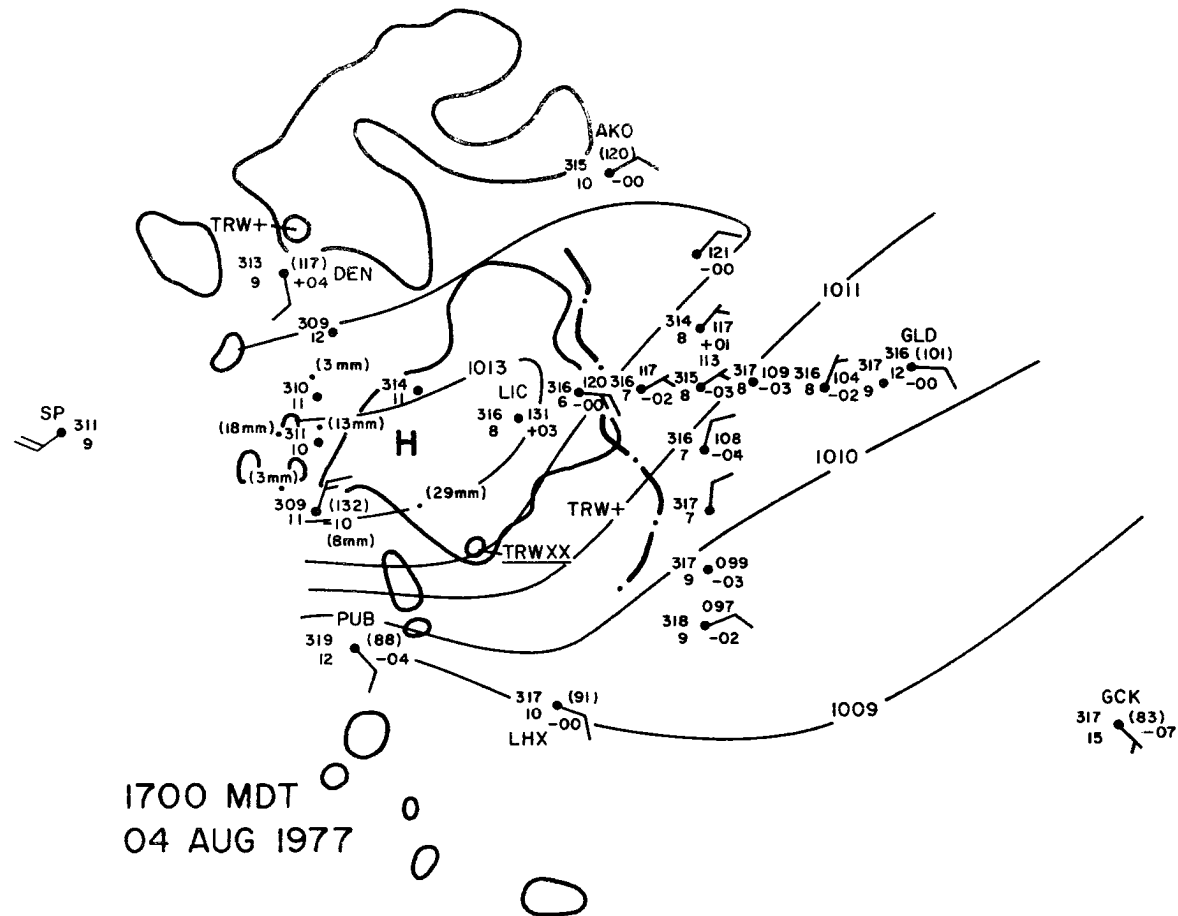 AKO
315 (120)
10 -00
TRW+
313 (117) DEN
9 +04
121
-00
309
12
314 117
8 +01
1011
GLD
316 (101)
-00
(3mm)
310
11
314
11
1013
LIC
316 131
8 +03
316 120
6 -00
316 117
7 -02
113
315
8 -03
317 109
8 -03
316 104
8 -02
317 12
9
SP
311
9
(18mm)
311
10
(13mm)
H
316 108
7 -04
1010
(3mm)
309 (132)
11 -10
(8mm)
(29mm)
TRW+
317
7
TRWXX
317 099
9 -03
PUB
319 (88)
12 -04
097
318
9 -02
317 (91)
10 -00
LHX
1009
GCK
317 (83)
15 -07
1700 MDT
04 AUG 1977